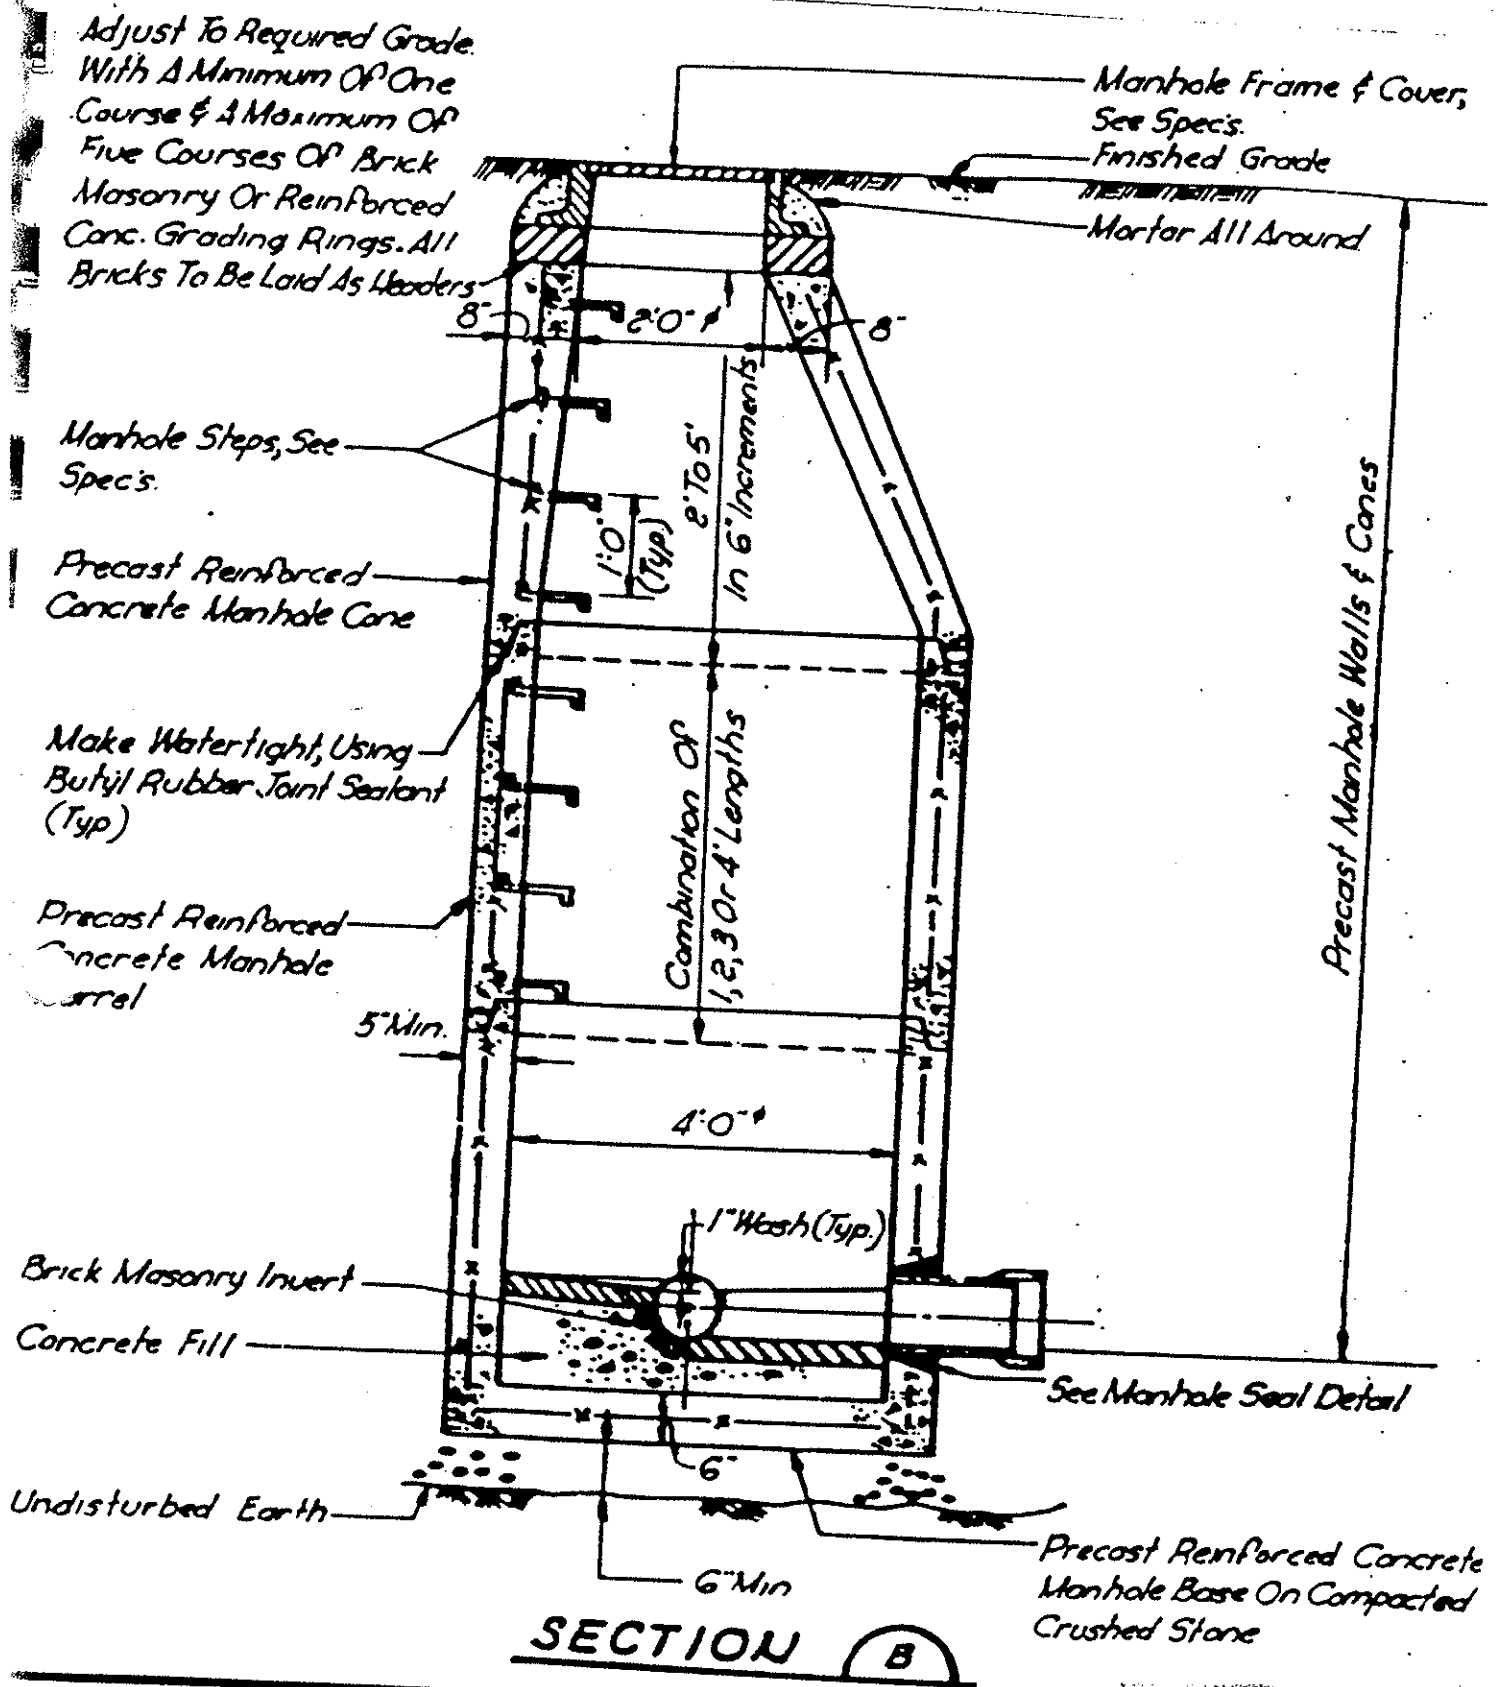 Adjust To Required Grade
With A Minimum Of One
Course & A Maximum Of
Five Courses Of Brick
Masonry Or Reinforced
Conc. Grading Rings. All
Bricks To Be Laid As Headers
Manhole Frame & Cover,
See Spec's.
Finished Grade
Mortar All Around
8"
2'-0" ø
8"
Manhole Steps, See
Spec's.
1'-0"
(Typ.)
2' To 5'
In 6" Increments
Precast Reinforced
Concrete Manhole Cone
Precast Manhole Walls & Cones
Make Watertight, Using
Butyl Rubber Joint Sealant
(Typ)
Combination Of
1, 2, 3 Or 4' Lengths
Precast Reinforced
ncrete Manhole
rrel
5" Min.
4'-0" ø
1" Wash (Typ.)
Brick Masonry Invert
Concrete Fill
See Manhole Seal Detail
6"
Undisturbed Earth
6" Min
Precast Reinforced Concrete
Manhole Base On Compacted
Crushed Stone
SECTION B